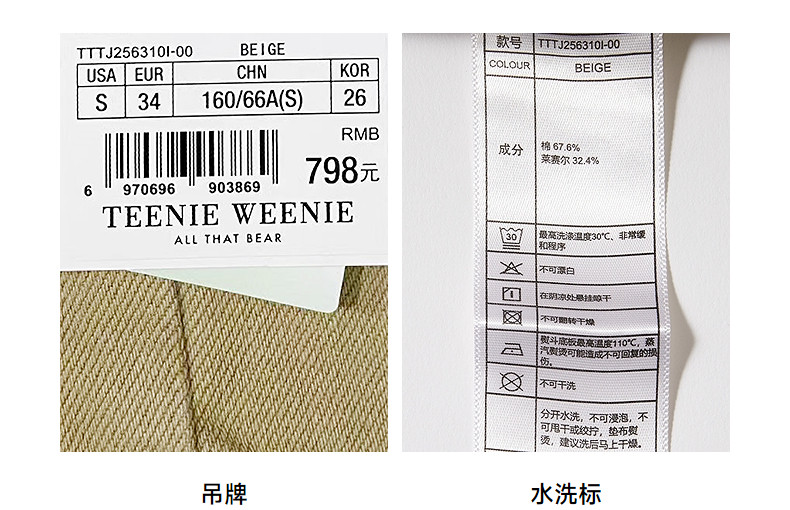 TTTJ256310I-00 BEIGE
USA EUR CHN KOR
S 34 160/66A(S) 26
RMB
798元
6 970696 903869
TEENIE WEENIE
ALL THAT BEAR
款号 TTTJ256310I-00
COLOUR BEIGE
成分
棉 67.6%
莱赛尔 32.4%
30
最高洗涤温度30℃、非常缓
和程序
不可漂白
在阴凉处悬挂晾干
不可翻转干燥
熨斗底板最高温度110℃，蒸
汽熨烫可能造成不可回复的损
伤。
不可干洗
分开水洗，不可浸泡，不
可甩干或绞拧，垫布熨
烫，建议洗后马上干燥。
吊牌
水洗标